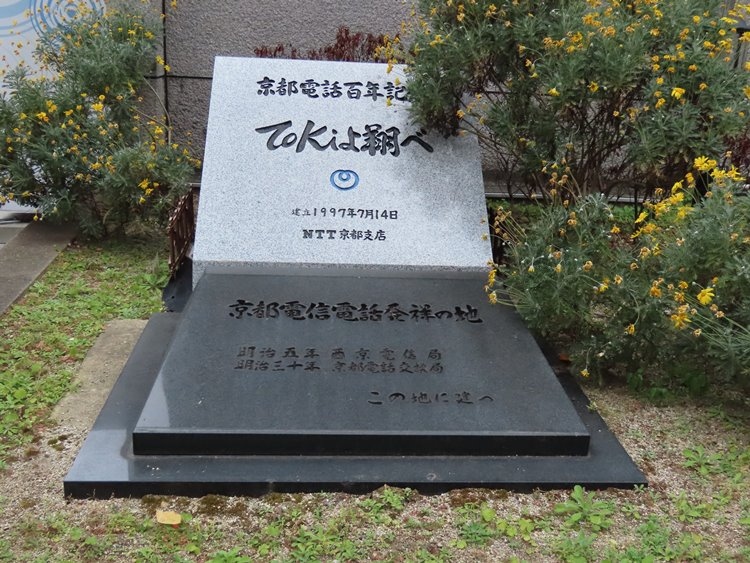 京都電話百年記
Tokiよ翔べ
建立1997年7月14日
NTT京都支店
京都電信電話発祥の地
明治五年 西京電信局
明治三十年 京都電話交換局
この地に建つ